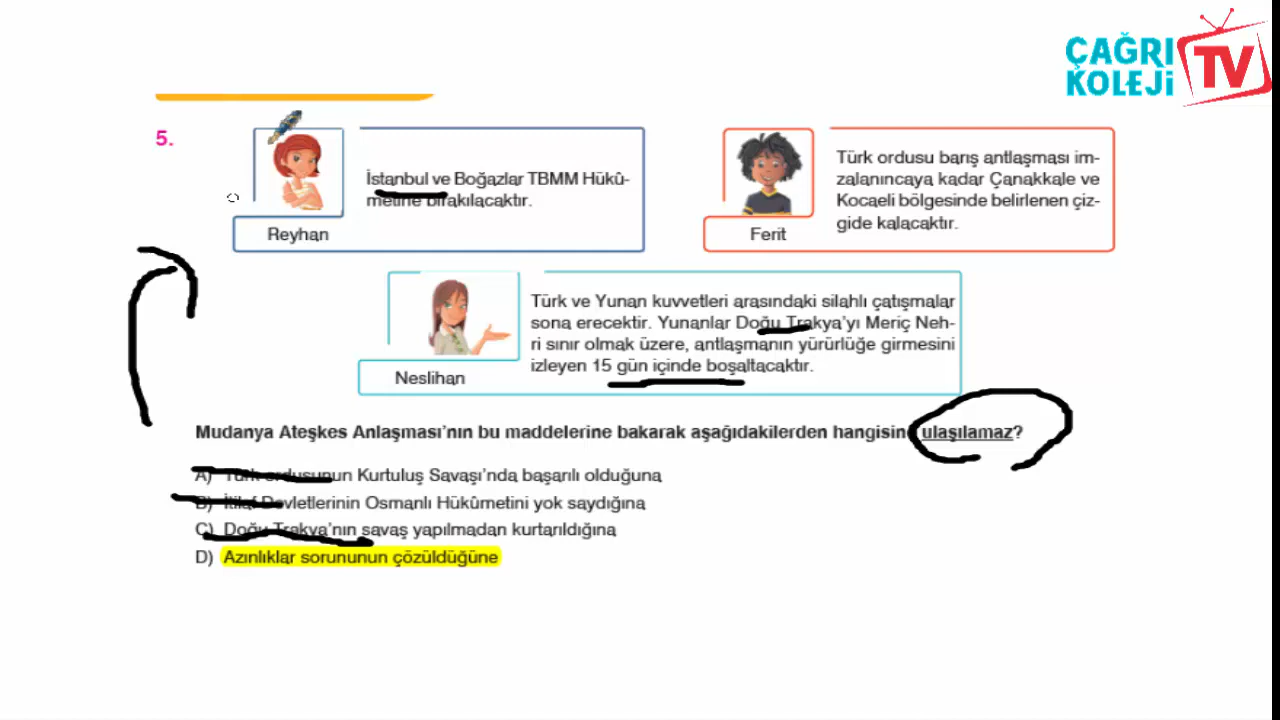 ÇAĞRI
KOLEJİ
TV
5.
İstanbul ve Boğazlar TBMM Hükû-
metine bırakılacaktır.
Reyhan
Türk ordusu barış antlaşması im-
zalanıncaya kadar Çanakkale ve
Kocaeli bölgesinde belirlenen çiz-
gide kalacaktır.
Ferit
Türk ve Yunan kuvvetleri arasındaki silahlı çatışmalar
sona erecektir. Yunanlar Doğu Trakya'yı Meriç Neh-
ri sınır olmak üzere, antlaşmanın yürürlüğe girmesini
izleyen 15 gün içinde boşaltacaktır.
Neslihan
Mudanya Ateşkes Anlaşması'nın bu maddelerine bakarak aşağıdakilerden hangisine ulaşılamaz?
A) Türk ordusunun Kurtuluş Savaşı'nda başarılı olduğuna
B) İtilaf Devletlerinin Osmanlı Hükûmetini yok saydığına
C) Doğu Trakya'nın savaş yapılmadan kurtarıldığına
D) Azınlıklar sorununun çözüldüğüne